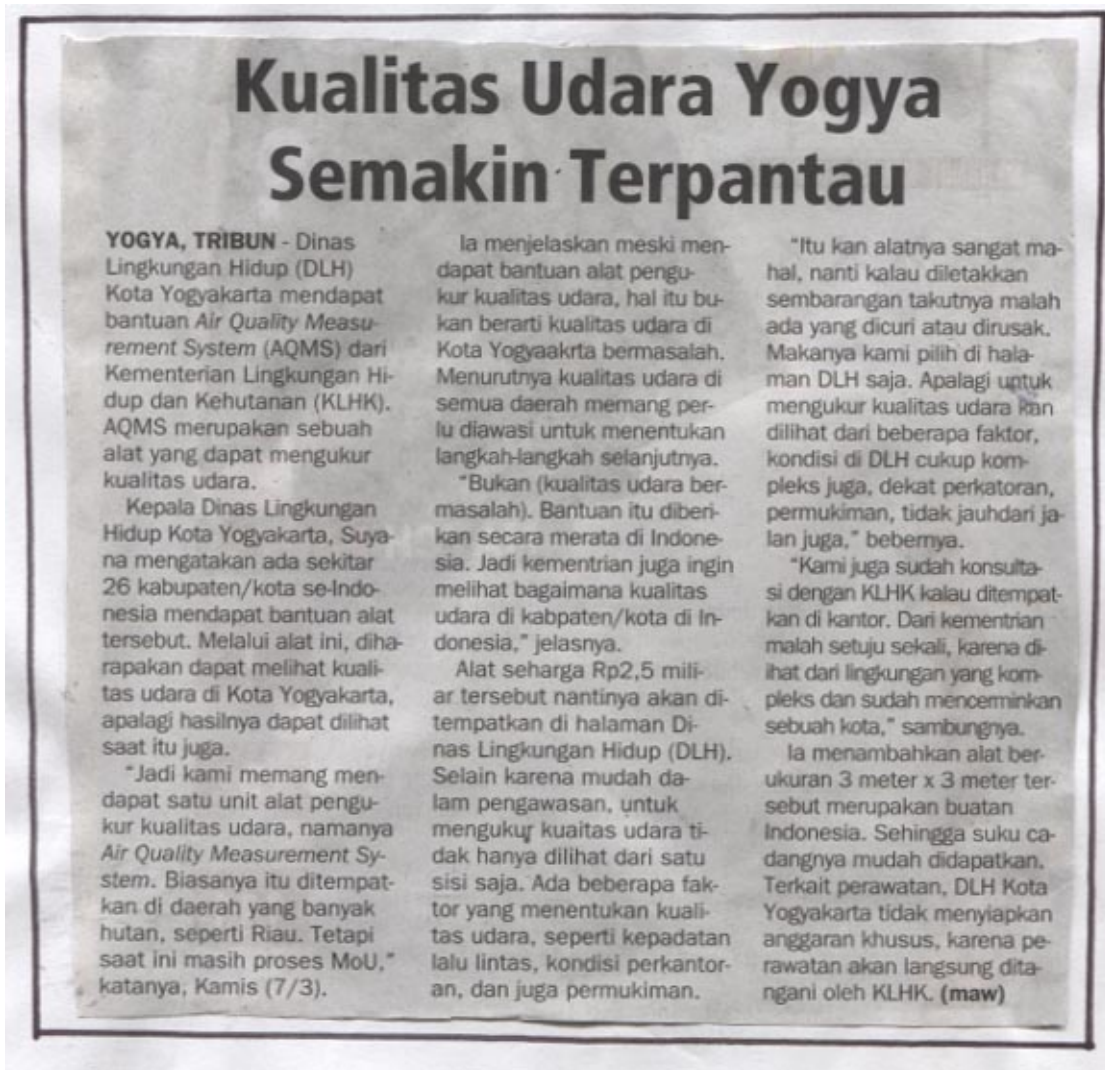 Kualitas Udara Yogya
Semakin Terpantau
YOGYA, TRIBUN - Dinas
Lingkungan Hidup (DLH)
Kota Yogyakarta mendapat
bantuan Air Quality Measu-
rement System (AQMS) dari
Kementerian Lingkungan Hi-
dup dan Kehutanan (KLHK).
AQMS merupakan sebuah
alat yang dapat mengukur
kualitas udara.
Kepala Dinas Lingkungan
Hidup Kota Yogyakarta, Suya-
na mengatakan ada sekitar
26 kabupaten/kota se-Indo-
nesia mendapat bantuan alat
tersebut. Melalui alat ini, diha-
rapakan dapat melihat kuali-
tas udara di Kota Yogyakarta,
apalagi hasilnya dapat dilihat
saat itu juga.
"Jadi kami memang men-
dapat satu unit alat pengu-
kur kualitas udara, namanya
Air Quality Measurement Sy-
stem. Biasanya itu ditempat-
kan di daerah yang banyak
hutan, seperti Riau. Tetapi
saat ini masih proses MoU,"
katanya, Kamis (7/3).
Ia menjelaskan meski men-
dapat bantuan alat pengu-
kur kualitas udara, hal itu bu-
kan berarti kualitas udara di
Kota Yogyaakrta bermasalah.
Menurutnya kualitas udara di
semua daerah memang per-
lu diawasi untuk menentukan
langkah-langkah selanjutnya.
"Bukan (kualitas udara ber-
masalah). Bantuan itu diberi-
kan secara merata di Indone-
sia. Jadi kementrian juga ingin
melihat bagaimana kualitas
udara di kabpaten/kota di In-
donesia," jelasnya.
Alat seharga Rp2,5 mili-
ar tersebut nantinya akan di-
tempatkan di halaman Di-
nas Lingkungan Hidup (DLH).
Selain karena mudah da-
lam pengawasan, untuk
mengukur kuaitas udara ti-
dak hanya dilihat dari satu
sisi saja. Ada beberapa fak-
tor yang menentukan kuali-
tas udara, seperti kepadatan
lalu lintas, kondisi perkantor-
an, dan juga permukiman.
"Itu kan alatnya sangat ma-
hal, nanti kalau diletakkan
sembarangan takutnya malah
ada yang dicuri atau dirusak.
Makanya kami pilih di hala-
man DLH saja. Apalagi untuk
mengukur kualitas udara kan
dilihat dari beberapa faktor,
kondisi di DLH cukup kom-
pleks juga, dekat perkatoran,
permukiman, tidak jauhdari ja-
lan juga," bebernya.
"Kami juga sudah konsulta-
si dengan KLHK kalau ditempat-
kan di kantor. Dari kementrian
malah setuju sekali, karena di-
ihat dari lingkungan yang kom-
pleks dan sudah mencerminkan
sebuah kota," sambungnya.
Ia menambahkan alat ber-
ukuran 3 meter x 3 meter ter-
sebut merupakan buatan
Indonesia. Sehingga suku ca-
dangnya mudah didapatkan.
Terkait perawatan, DLH Kota
Yogyakarta tidak menyiapkan
anggaran khusus, karena pe-
rawatan akan langsung dita-
ngani oleh KLHK. (maw)